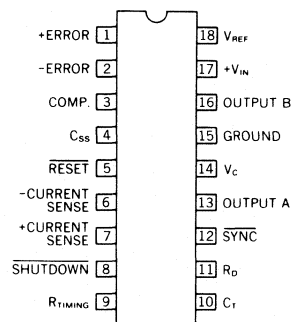 +ERROR 1
-ERROR 2
COMP. 3
CSS 4
RESET 5
-CURRENT
SENSE 6
+CURRENT
SENSE 7
SHUTDOWN 8
RTIMING 9
18 VREF
17 +VIN
16 OUTPUT B
15 GROUND
14 VC
13 OUTPUT A
12 SYNC
11 RD
10 CT